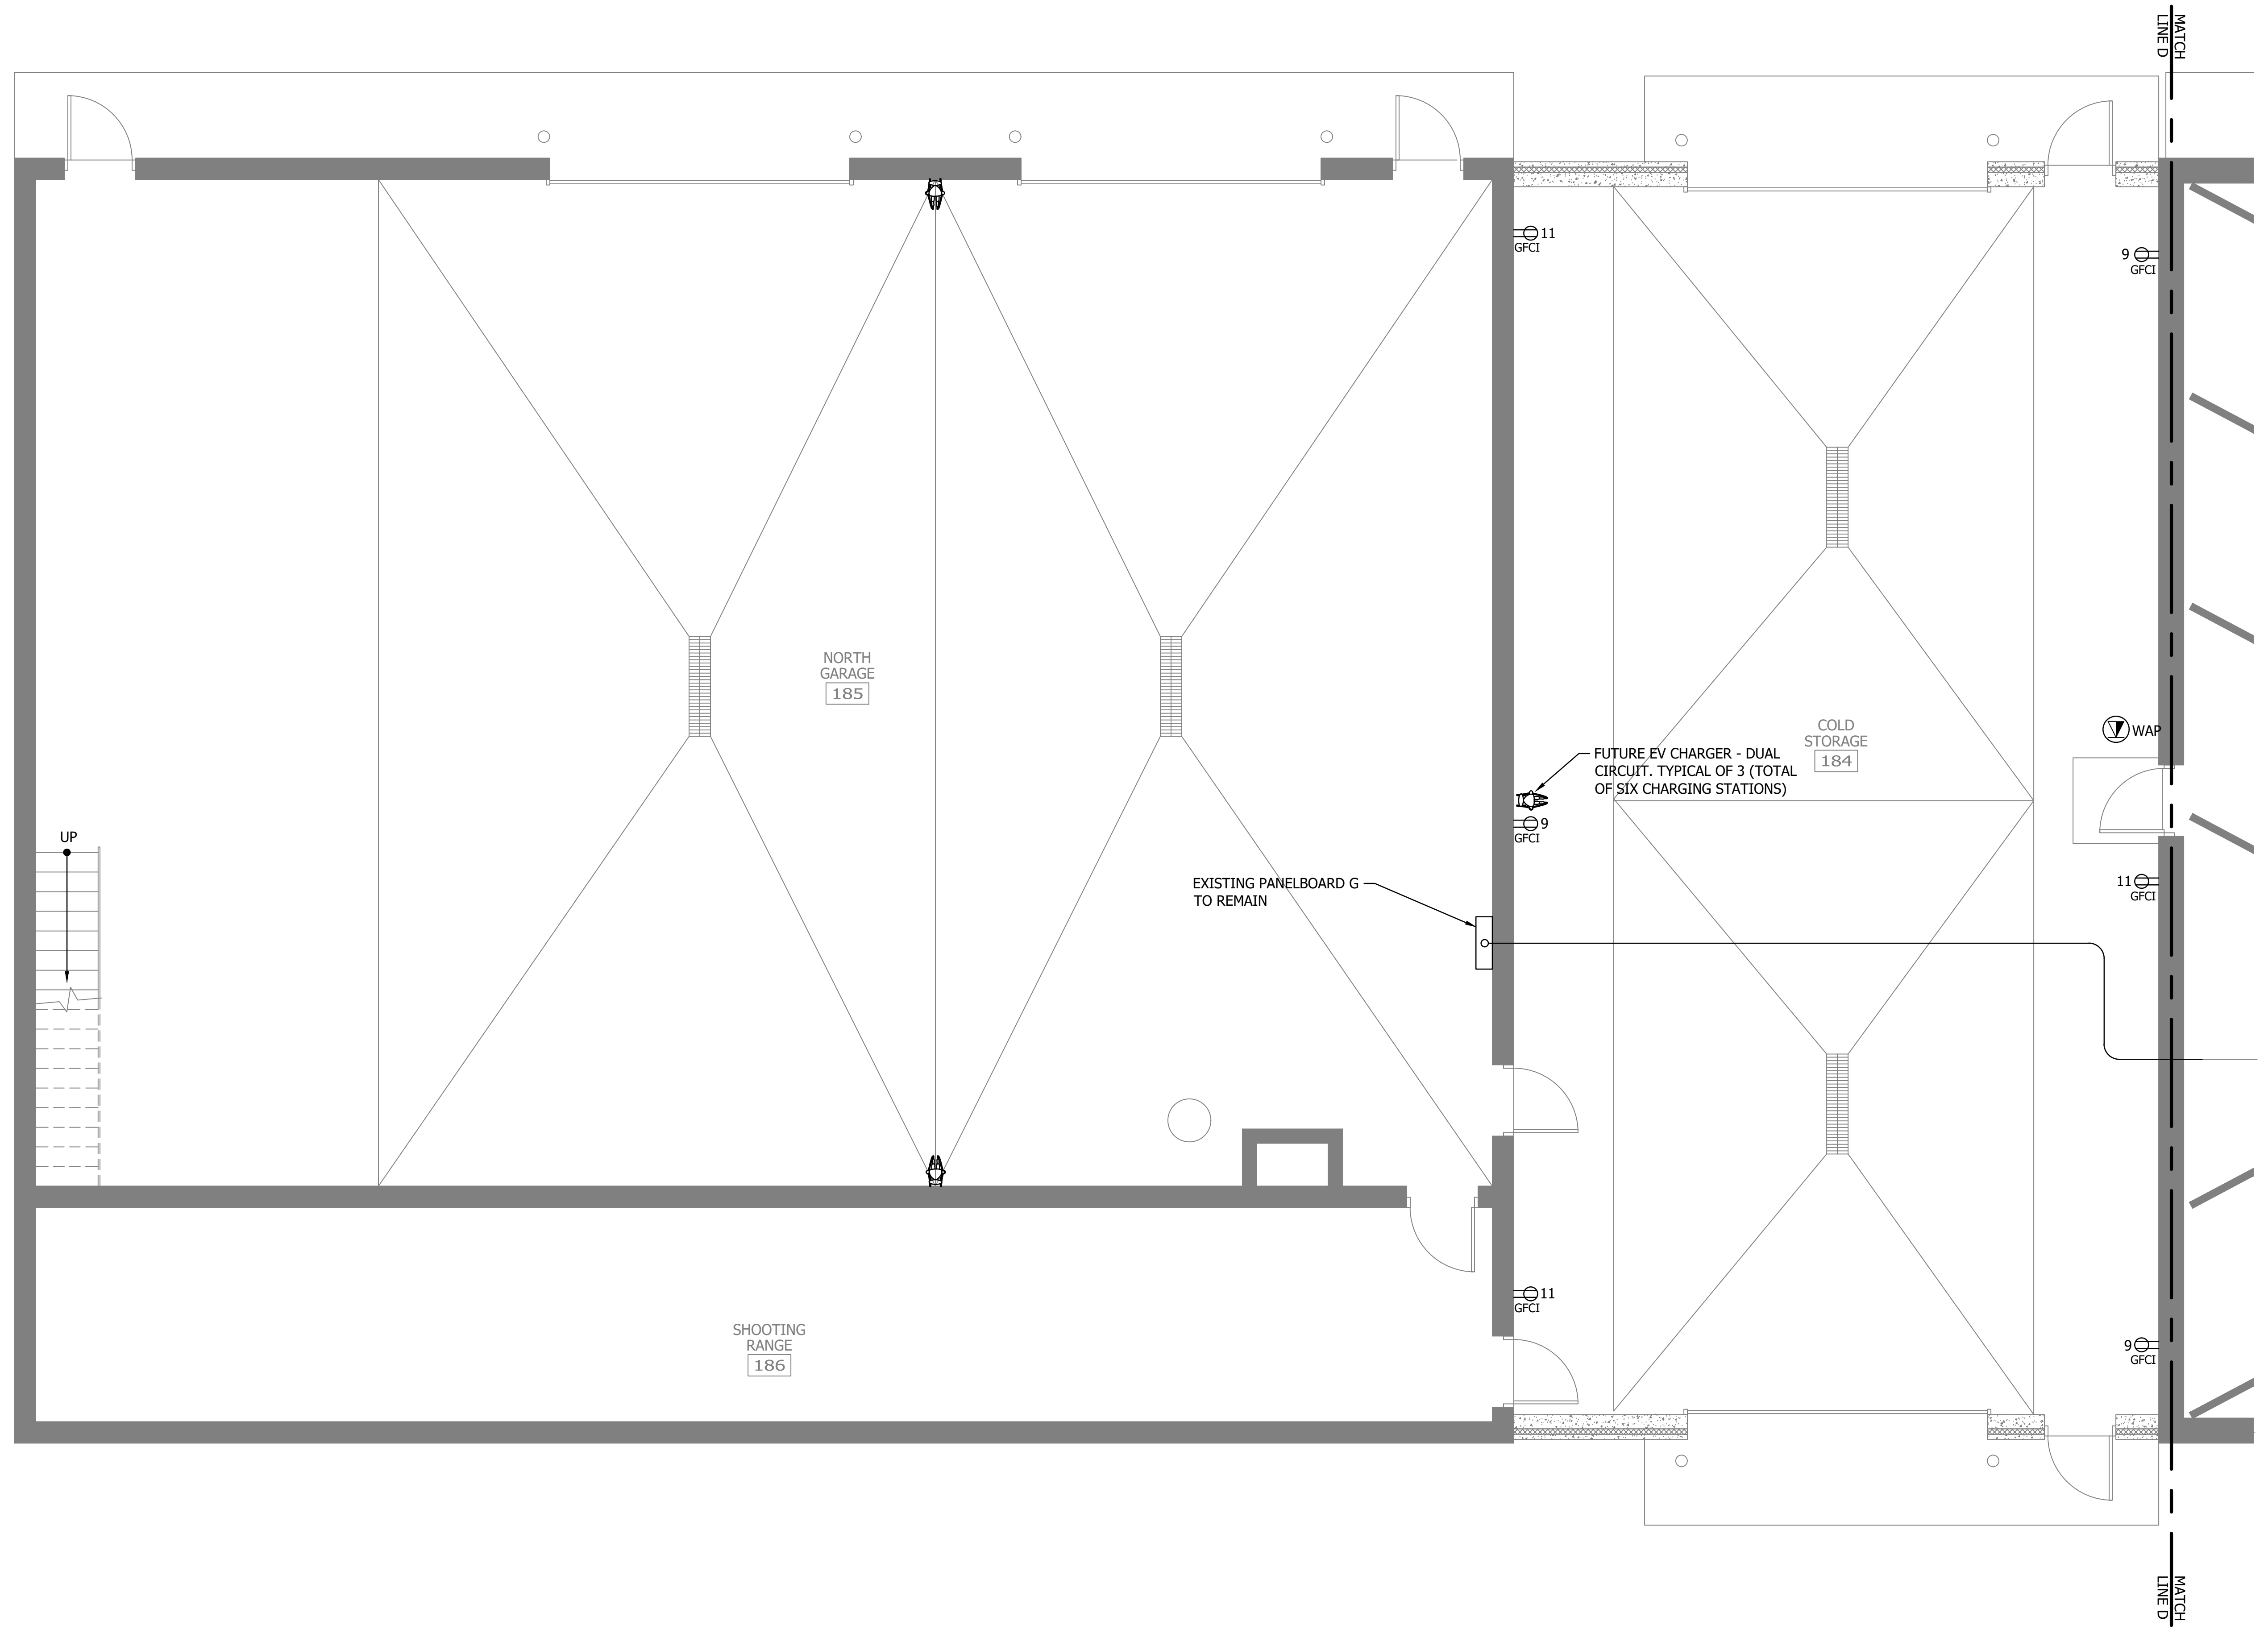 MATCH
LINE D
11
GFCI
9
GFCI
NORTH
GARAGE
185
COLD
STORAGE
184
WAP
FUTURE EV CHARGER - DUAL
CIRCUIT. TYPICAL OF 3 (TOTAL
OF SIX CHARGING STATIONS)
9
GFCI
UP
EXISTING PANELBOARD G
TO REMAIN
11
GFCI
11
GFCI
SHOOTING
RANGE
186
9
GFCI
MATCH
LINE D